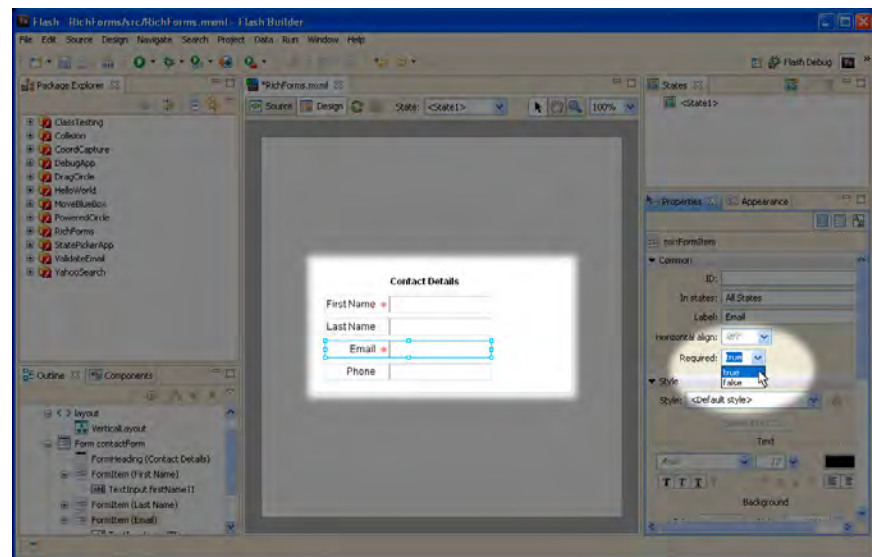 Flash - RichForms/src/RichForms.mxml - Flash Builder
File Edit Source Design Navigate Search Project Data Run Window Help
Flash Debug
Package Explorer
ClassTesting
Collision
CoordCapture
DebugApp
DragCircle
HelloWorld
MoveBlueBox
PoweredCircle
RichForms
StatePickerApp
ValidateEmail
YahooSearch
*RichForms.mxml
Source Design State: <State1> 100%
Contact Details
First Name *
Last Name
Email *
Phone
States
<State1>
Properties Appearance
mx:FormItem
Common
ID:
In states: All States
Label: Email
Horizontal align: left
Required: true
true
false
Style
Style: <Default style>
Text
12
T T T
Background
Outline Components
< > layout
VerticalLayout
Form contactForm
FormHeading (Contact Details)
FormItem (First Name)
FormItem (Last Name)
FormItem (Email)